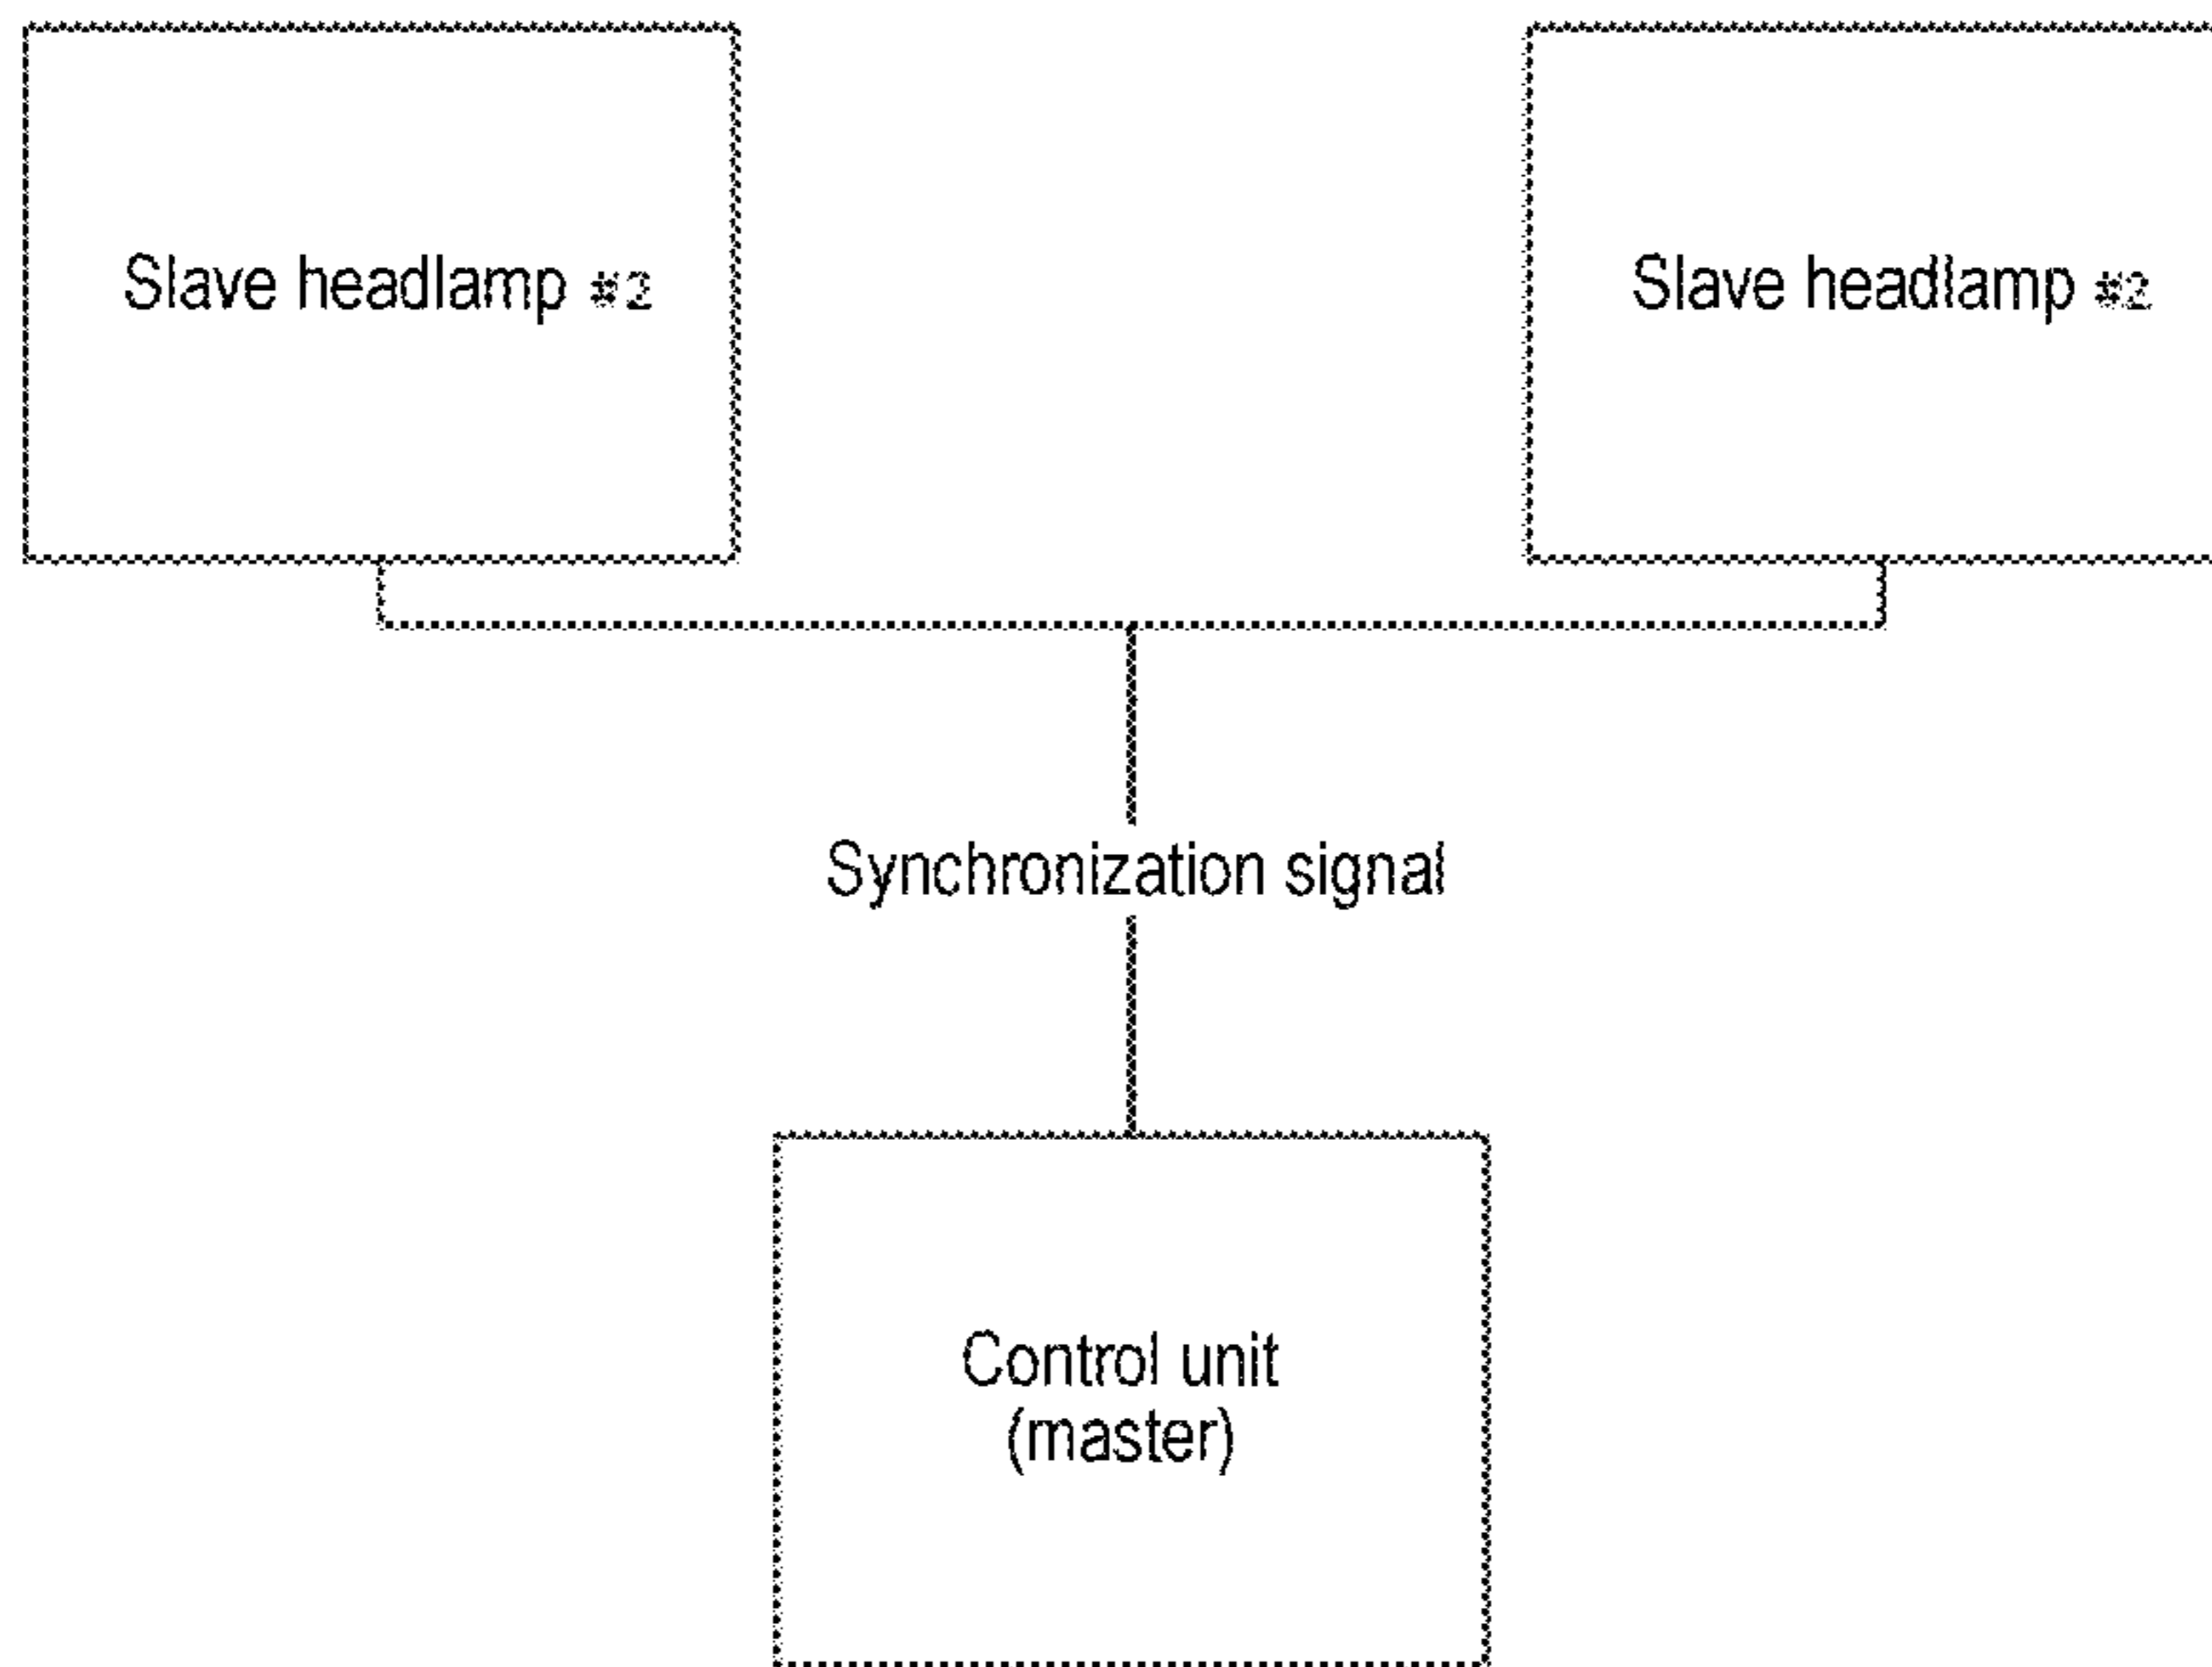 Slave headlamp #2
Slave headlamp #2
Synchronization signal
Control unit
(master)